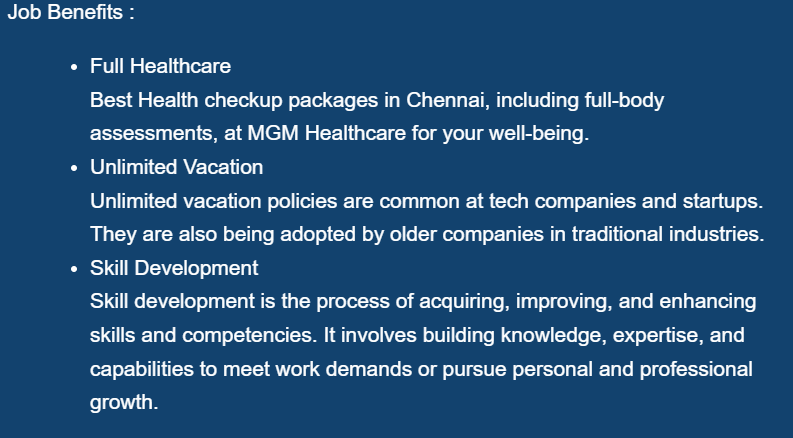 Job Benefits :
• Full Healthcare
Best Health checkup packages in Chennai, including full-body
assessments, at MGM Healthcare for your well-being.
• Unlimited Vacation
Unlimited vacation policies are common at tech companies and startups.
They are also being adopted by older companies in traditional industries.
• Skill Development
Skill development is the process of acquiring, improving, and enhancing
skills and competencies. It involves building knowledge, expertise, and
capabilities to meet work demands or pursue personal and professional
growth.